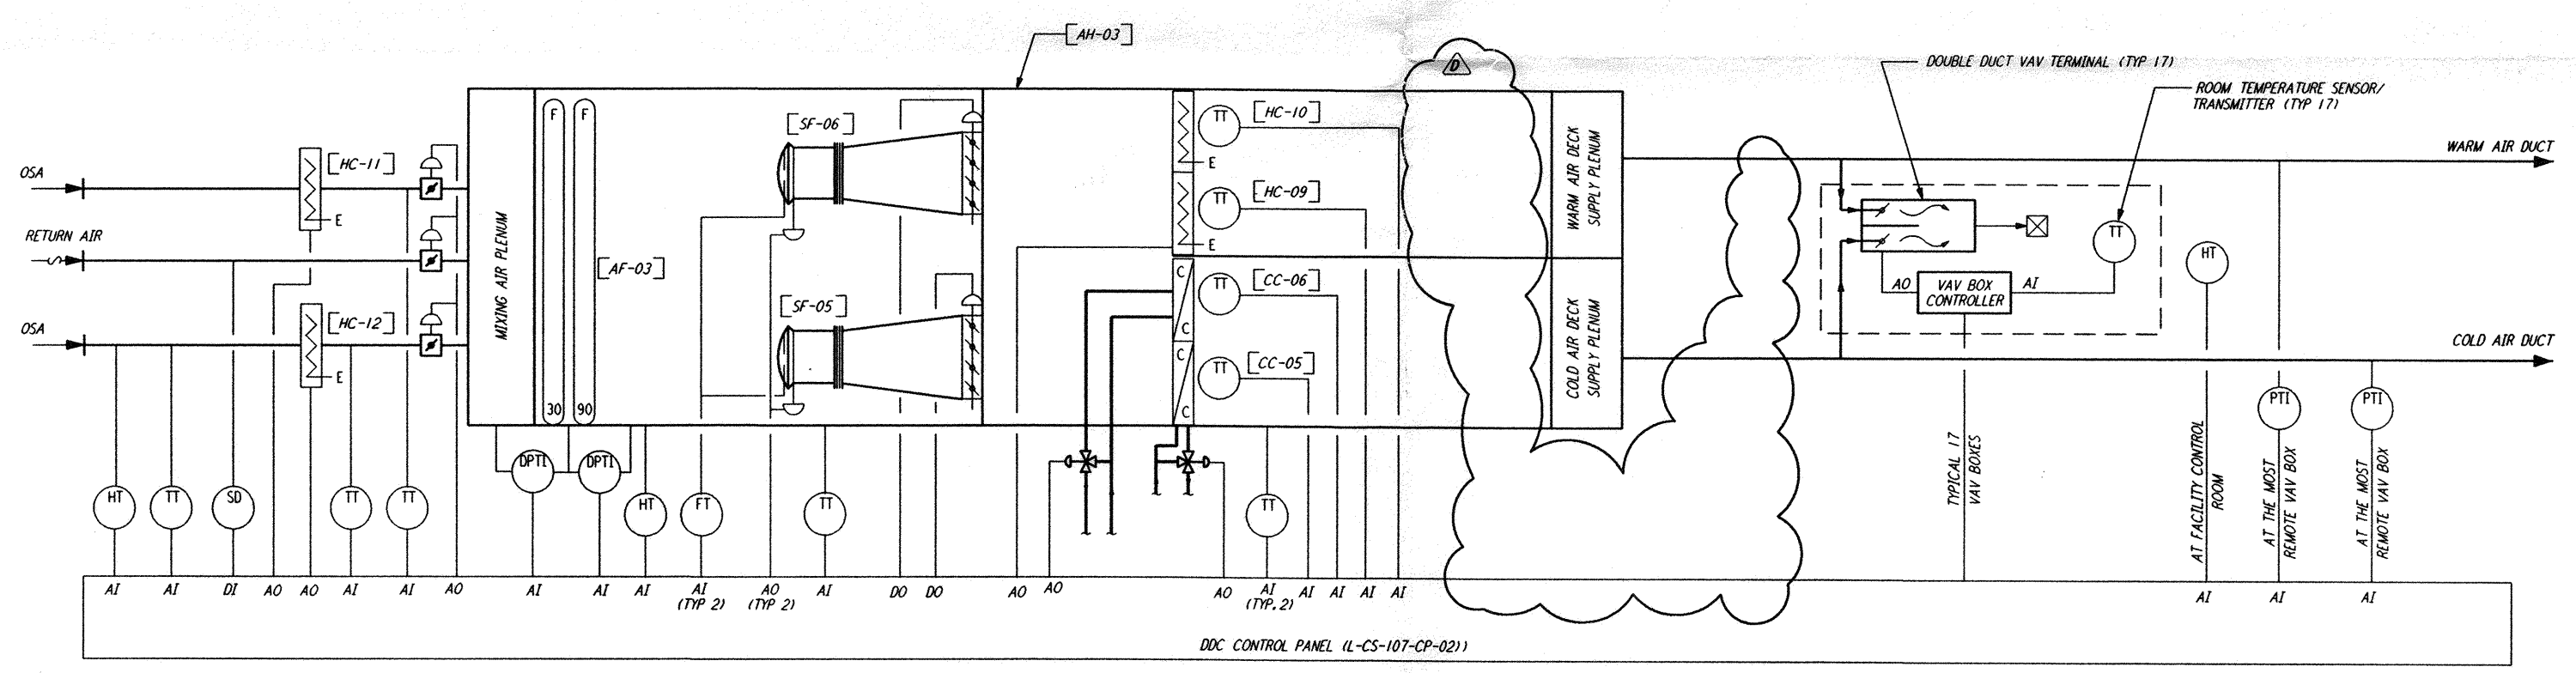 [AH-03]
D
DOUBLE DUCT VAV TERMINAL (TYP 17)
ROOM TEMPERATURE SENSOR/
TRANSMITTER (TYP 17)
OSA
[HC-11]
E
RETURN AIR
OSA
[HC-12]
E
MIXING AIR PLENUM
F
F
30
90
[AF-03]
[SF-06]
[SF-05]
TT
[HC-10]
E
TT
[HC-09]
E
C
C
TT
[CC-06]
C
C
TT
[CC-05]
WARM AIR DECK
SUPPLY PLENUM
COLD AIR DECK
SUPPLY PLENUM
WARM AIR DUCT
TT
AO
VAV BOX
CONTROLLER
AI
HT
COLD AIR DUCT
PTI
PTI
HT
TT
SD
TT
TT
DPTI
DPTI
HT
FT
TT
TT
TYPICAL 17
VAV BOXES
AT FACILITY CONTROL
ROOM
AT THE MOST
REMOTE VAV BOX
AT THE MOST
REMOTE VAV BOX
AI
AI
DI
AO
AO
AI
AI
AO
AI
AI
AI
AI
(TYP 2)
AO
(TYP 2)
AI
DO
DO
AO
AO
AO
AI
(TYP.2)
AI
AI
AI
AI
AI
AI
AI
DDC CONTROL PANEL (L-CS-107-CP-02))